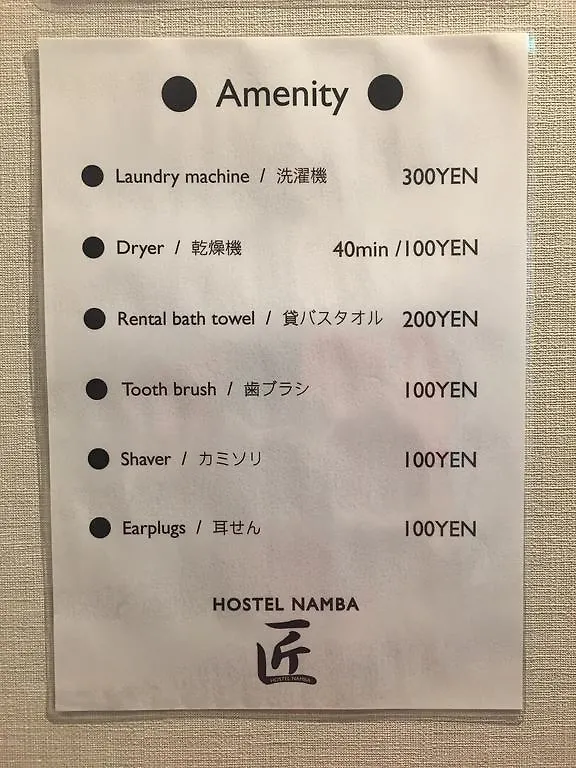 Amenity
Laundry machine / 洗濯機 300YEN
Dryer / 乾燥機 40min /100YEN
Rental bath towel / 貸バスタオル 200YEN
Tooth brush / 歯ブラシ 100YEN
Shaver / カミソリ 100YEN
Earplugs / 耳せん 100YEN
HOSTEL NAMBA
匠
HOSTEL NAMBA